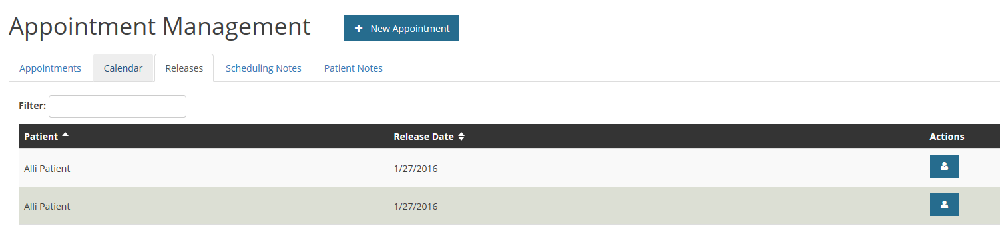 Appointment Management
New Appointment
Appointments Calendar Releases Scheduling Notes Patient Notes
Filter:
Patient Release Date Actions
Alli Patient 1/27/2016
Alli Patient 1/27/2016